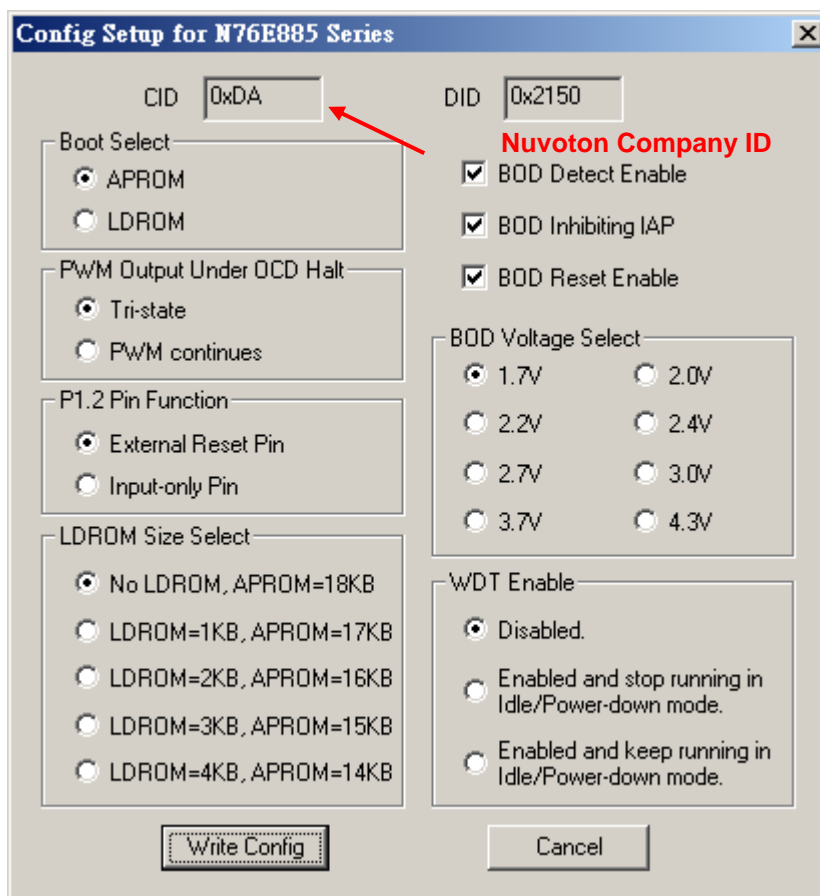 Config Setup for N76E885 Series
CID 0xDA
DID 0x2150
Nuvoton Company ID
Boot Select
APROM
LDROM
PWM Output Under OCD Halt
Tri-state
PWM continues
P1.2 Pin Function
External Reset Pin
Input-only Pin
LDROM Size Select
No LDROM, APROM=18KB
LDROM=1KB, APROM=17KB
LDROM=2KB, APROM=16KB
LDROM=3KB, APROM=15KB
LDROM=4KB, APROM=14KB
BOD Detect Enable
BOD Inhibiting IAP
BOD Reset Enable
BOD Voltage Select
1.7V 2.0V
2.2V 2.4V
2.7V 3.0V
3.7V 4.3V
WDT Enable
Disabled.
Enabled and stop running in
Idle/Power-down mode.
Enabled and keep running in
Idle/Power-down mode.
Write Config
Cancel